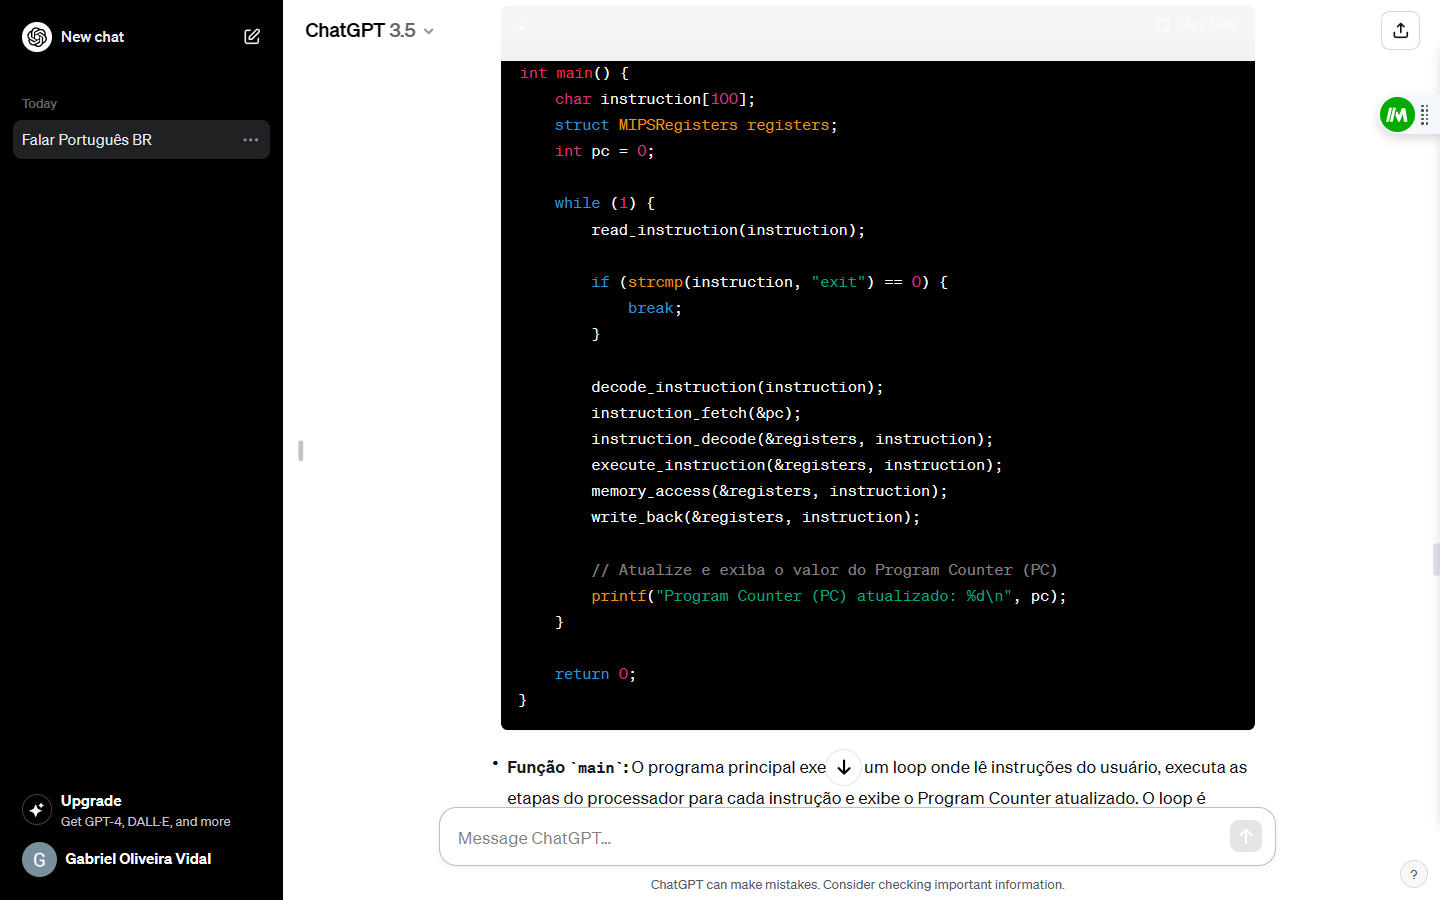 New chat
Today
Falar Português BR
Upgrade
Get GPT-4, DALL·E, and more
G
Gabriel Oliveira Vidal
ChatGPT 3.5
c
Copy code
int main() {
    char instruction[100];
    struct MIPSRegisters registers;
    int pc = 0;
    while (1) {
        read_instruction(instruction);
        if (strcmp(instruction, "exit") == 0) {
            break;
        }
        decode_instruction(instruction);
        instruction_fetch(&pc);
        instruction_decode(&registers, instruction);
        execute_instruction(&registers, instruction);
        memory_access(&registers, instruction);
        write_back(&registers, instruction);
        // Atualize e exiba o valor do Program Counter (PC)
        printf("Program Counter (PC) atualizado: %d\n", pc);
    }
    return 0;
}
• Função `main`: O programa principal exe um loop onde lê instruções do usuário, executa as
etapas do processador para cada instrução e exibe o Program Counter atualizado. O loop é
Message ChatGPT...
ChatGPT can make mistakes. Consider checking important information.
?